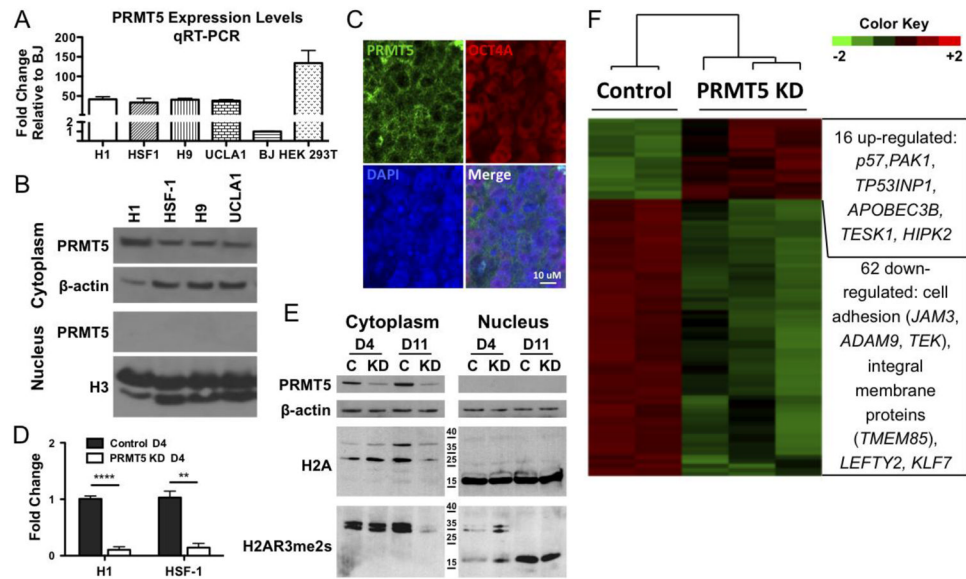 A
PRMT5 Expression Levels
qRT-PCR
Fold Change
Relative to BJ
200
150
100
50
2
1
0
H1
HSF1
H9
UCLA1
BJ
HEK 293T
B
H1
HSF-1
H9
UCLA1
Cytoplasm
PRMT5
β-actin
Nucleus
PRMT5
H3
C
PRMT5
OCT4A
DAPI
Merge
10 uM
D
Control D4
PRMT5 KD D4
Fold Change
2
1
0
****
**
H1
HSF-1
E
Cytoplasm
Nucleus
D4
D11
D4
D11
C
KD
C
KD
C
KD
C
KD
PRMT5
β-actin
H2A
40
35
25
15
H2AR3me2s
40
35
25
15
F
Color Key
-2
+2
Control
PRMT5 KD
16 up-regulated:
p57,PAK1,
TP53INP1,
APOBEC3B,
TESK1, HIPK2
62 down-
regulated: cell
adhesion (JAM3,
ADAM9, TEK),
integral
membrane
proteins
(TMEM85),
LEFTY2, KLF7